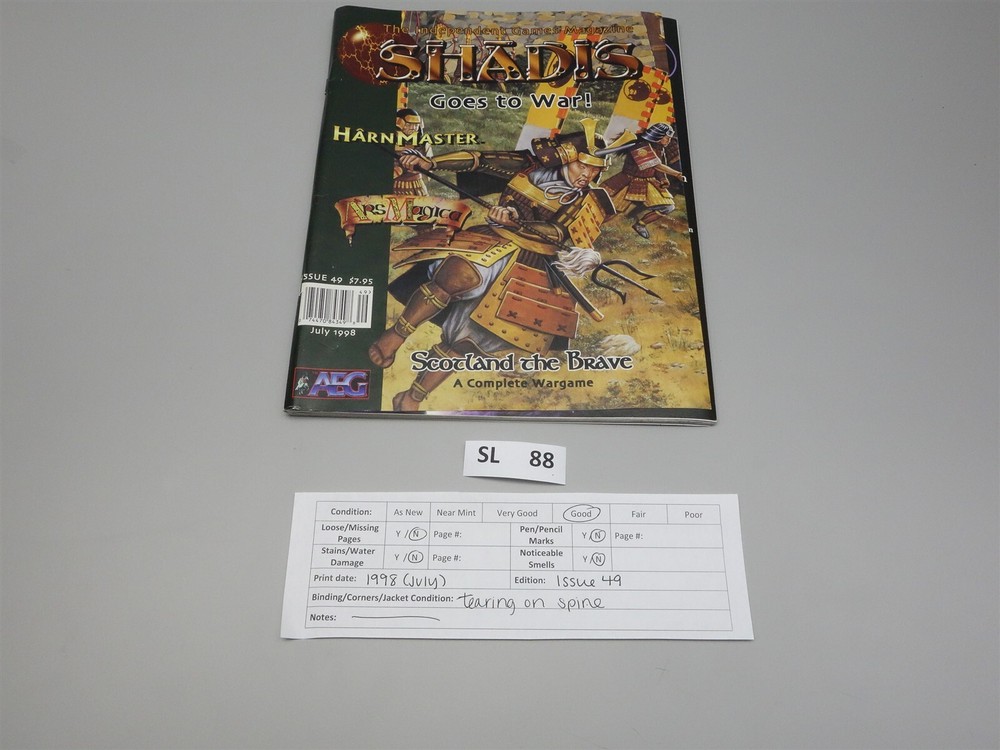 The Independent Games Magazine
SHADIS
Goes to War!
HÂRNMASTER
Ars Magica
ISSUE 49 $7.95
July 1998
AEG
Scotland the Brave
A Complete Wargame
SL 88
Condition: As New Near Mint Very Good Good Fair Poor
Loose/Missing Pages Y / N Page #: Pen/Pencil Marks Y / N Page #:
Stains/Water Damage Y / N Page #: Noticeable Smells Y / N
Print date: 1998 (July) Edition: Issue 49
Binding/Corners/Jacket Condition: tearing on spine
Notes: